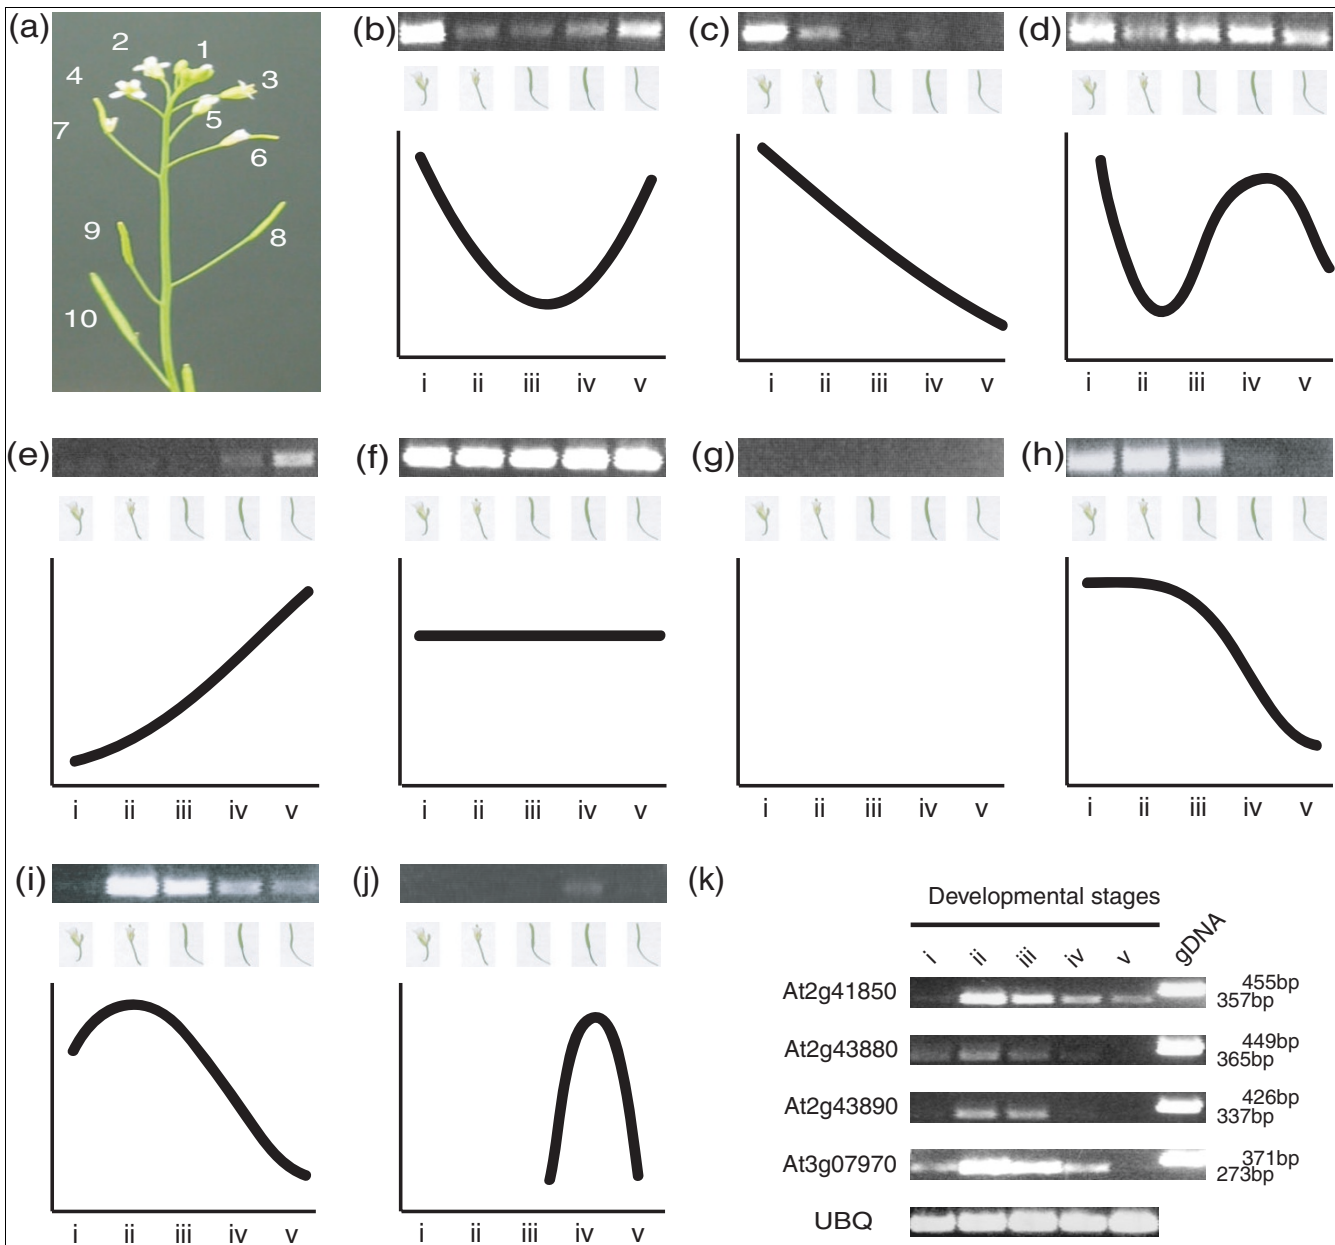 (a)
2
1
4
3
5
7
6
9
8
10
(b)
i ii iii iv v
(c)
i ii iii iv v
(d)
i ii iii iv v
(e)
i ii iii iv v
(f)
i ii iii iv v
(g)
i ii iii iv v
(h)
i ii iii iv v
(i)
i ii iii iv v
(j)
i ii iii iv v
(k)
Developmental stages
i ii iii iv v gDNA
At2g41850 455bp
357bp
At2g43880 449bp
365bp
At2g43890 426bp
337bp
At3g07970 371bp
273bp
UBQ